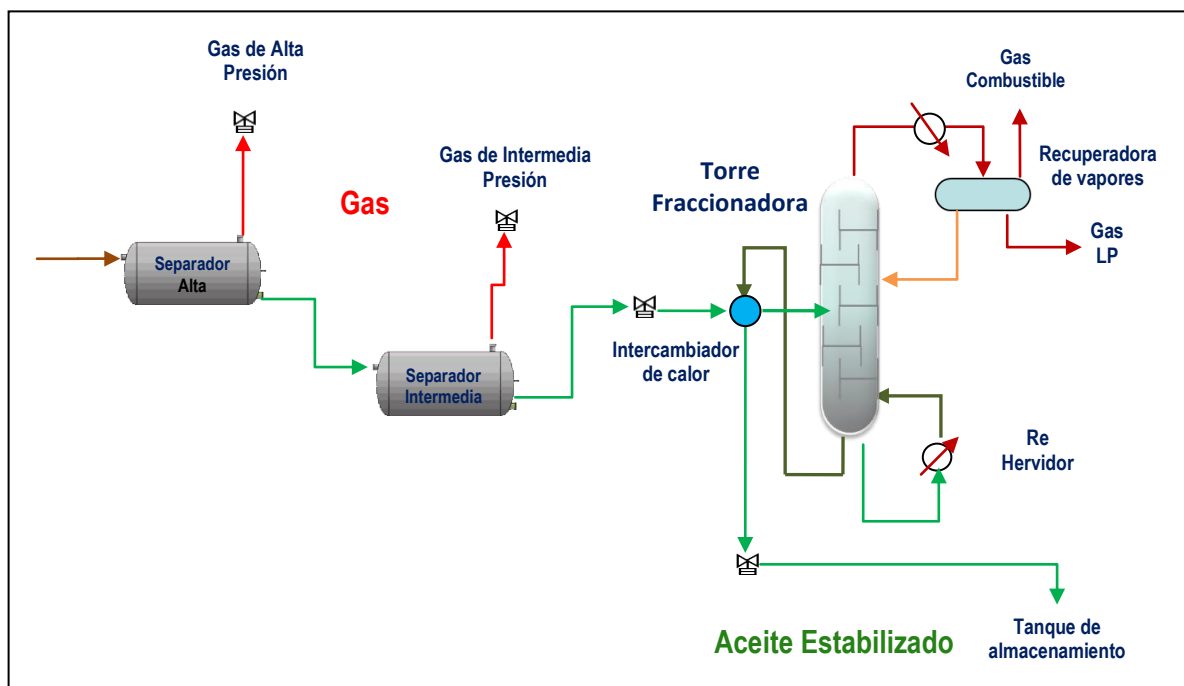 Gas de Alta
Presión
Gas de Intermedia
Presión
Gas
Separador
Alta
Separador
Intermedia
Intercambiador
de calor
Torre
Fraccionadora
Gas
Combustible
Recuperadora
de vapores
Gas
LP
Re
Hervidor
Aceite Estabilizado
Tanque de
almacenamiento